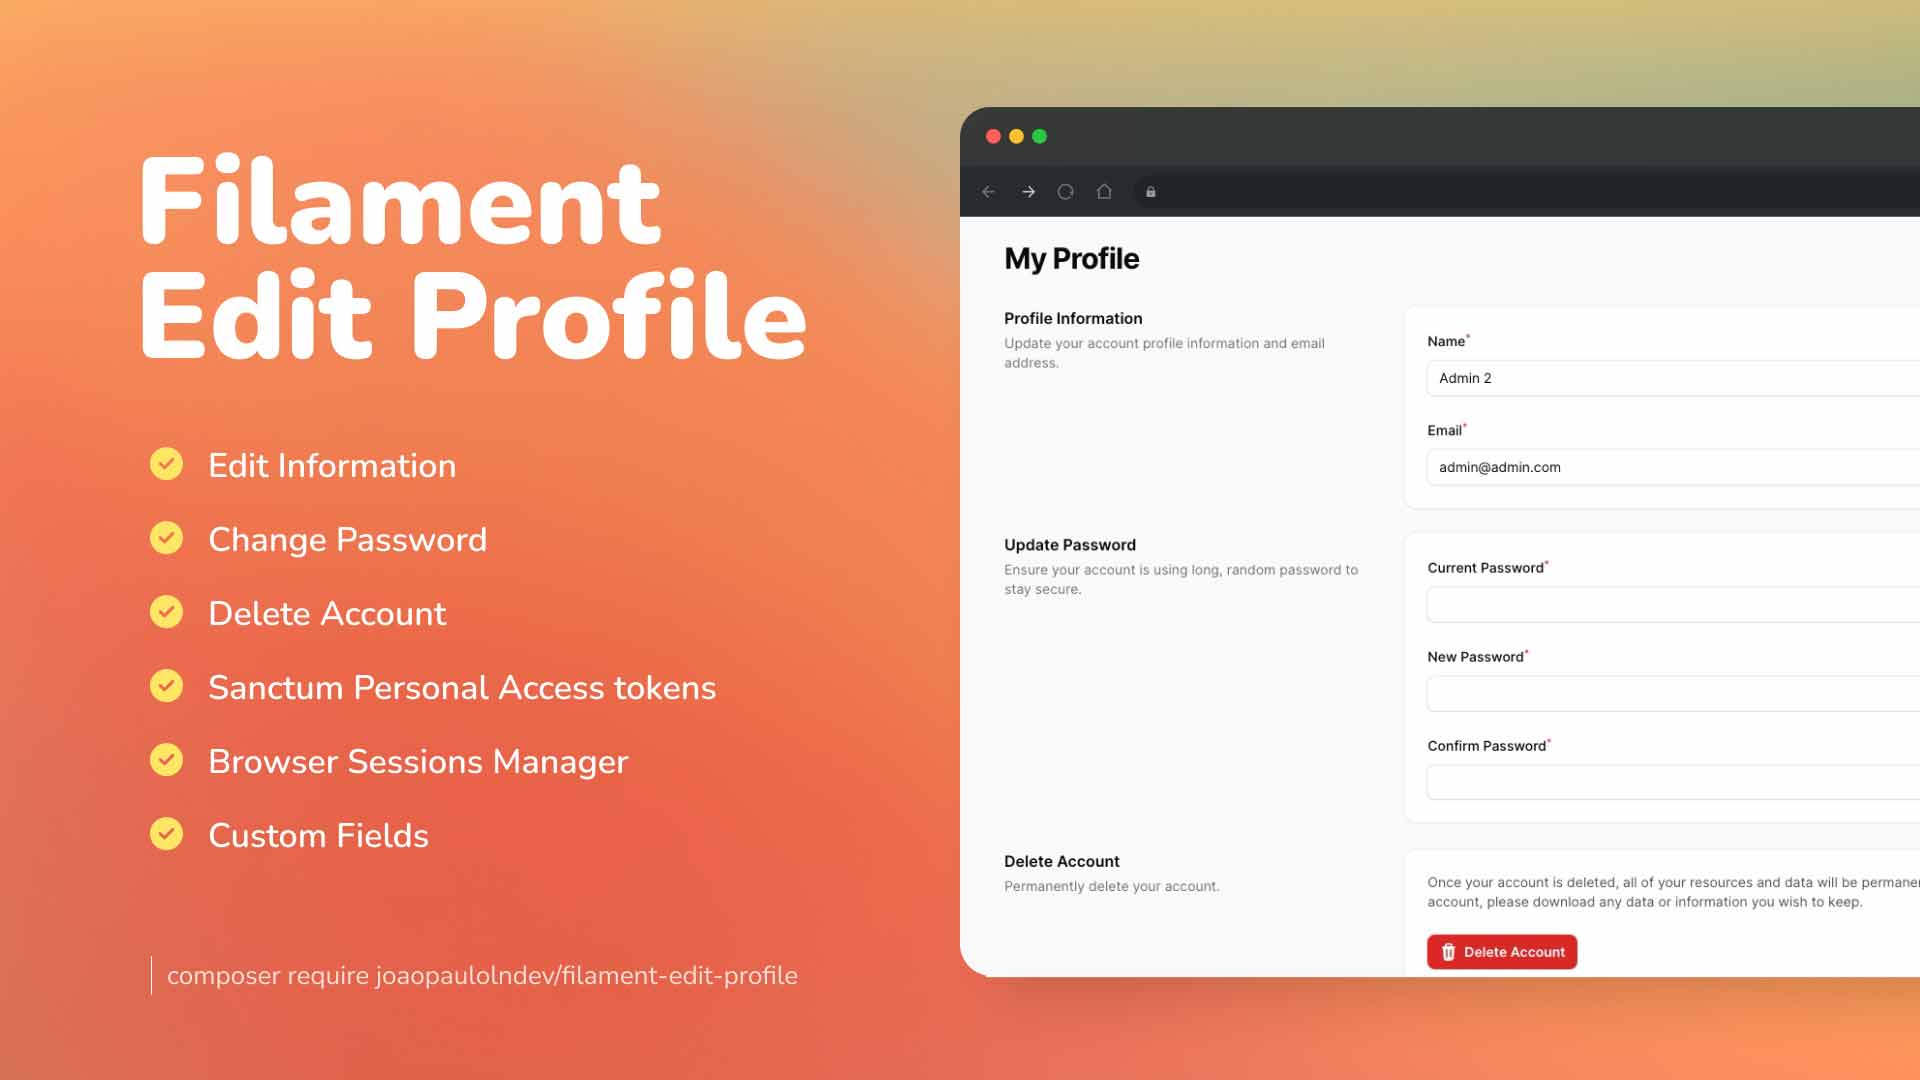 Filament
Edit Profile
Edit Information
Change Password
Delete Account
Sanctum Personal Access tokens
Browser Sessions Manager
Custom Fields
composer require joaopaulolndev/filament-edit-profile
My Profile
Profile Information
Update your account profile information and email
address.
Name*
Admin 2
Email*
admin@admin.com
Update Password
Ensure your account is using long, random password to
stay secure.
Current Password*
New Password*
Confirm Password*
Delete Account
Permanently delete your account.
Once your account is deleted, all of your resources and data will be permanen
account, please download any data or information you wish to keep.
Delete Account